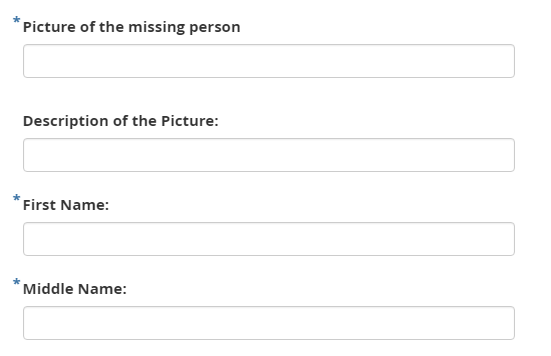 * Picture of the missing person
Description of the Picture:
* First Name:
* Middle Name: